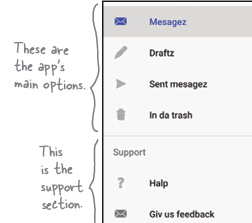 These are
the app's
main options.
Mesagez
Draftz
Sent mesagez
In da trash
This
is the
support
section.
Support
Halp
Giv us feedback